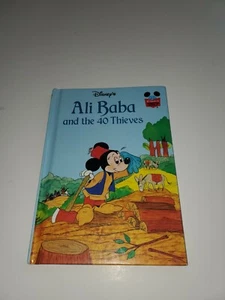 Disney's
Ali Baba
and the 40 Thieves